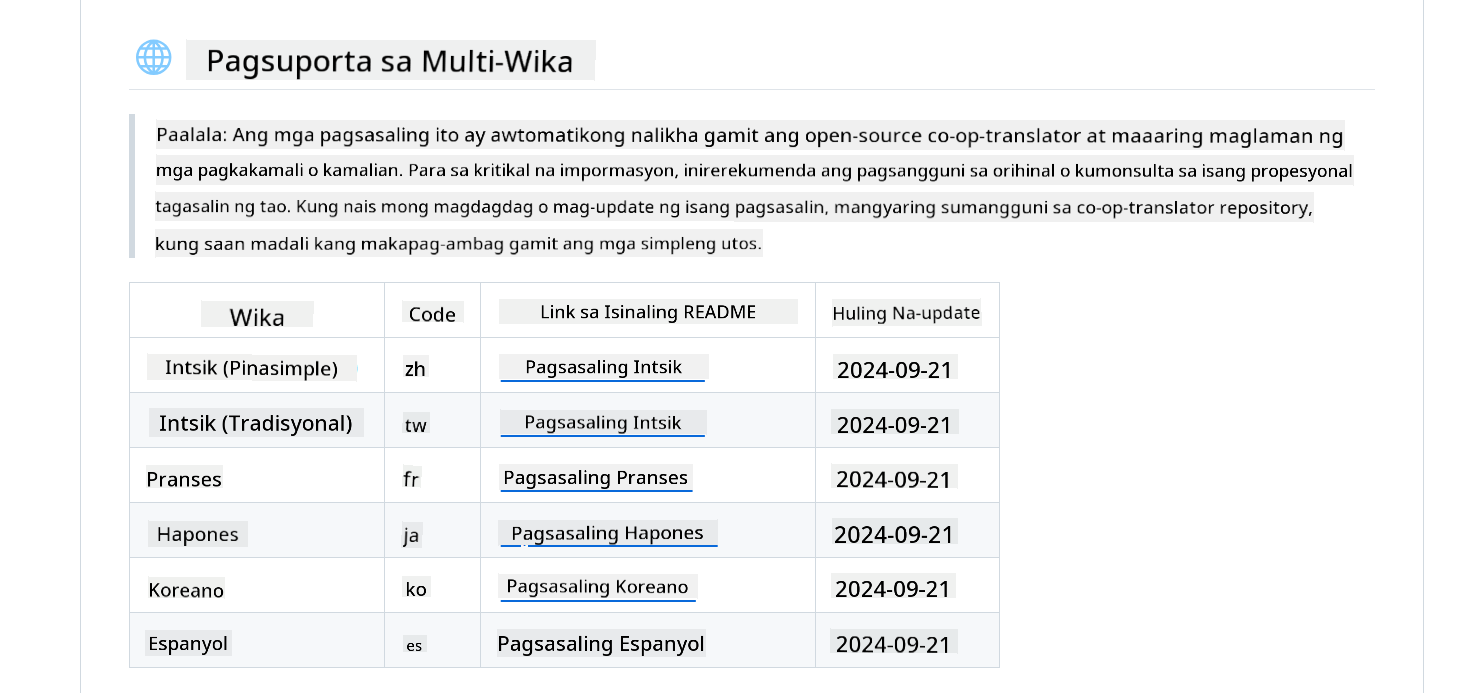 Pagsuporta sa Multi-Wika
Paalala: Ang mga pagsasaling ito ay awtomatikong nalikha gamit ang open-source co-op-translator at maaaring maglaman ng
mga pagkakamali o kamalian. Para sa kritikal na impormasyon, inirerekumenda ang pagsangguni sa orihinal o kumonsulta sa isang propesyonal
tagasalin ng tao. Kung nais mong magdagdag o mag-update ng isang pagsasalin, mangyaring sumangguni sa co-op-translator repository,
kung saan madali kang makapag-ambag gamit ang mga simpleng utos.
Wika Code Link sa Isinaling README Huling Na-update
Intsik (Pinasimple) zh Pagsasaling Intsik 2024-09-21
Intsik (Tradisyonal) tw Pagsasaling Intsik 2024-09-21
Pranses fr Pagsasaling Pranses 2024-09-21
Hapones ja Pagsasaling Hapones 2024-09-21
Koreano ko Pagsasaling Koreano 2024-09-21
Espanyol es Pagsasaling Espanyol 2024-09-21